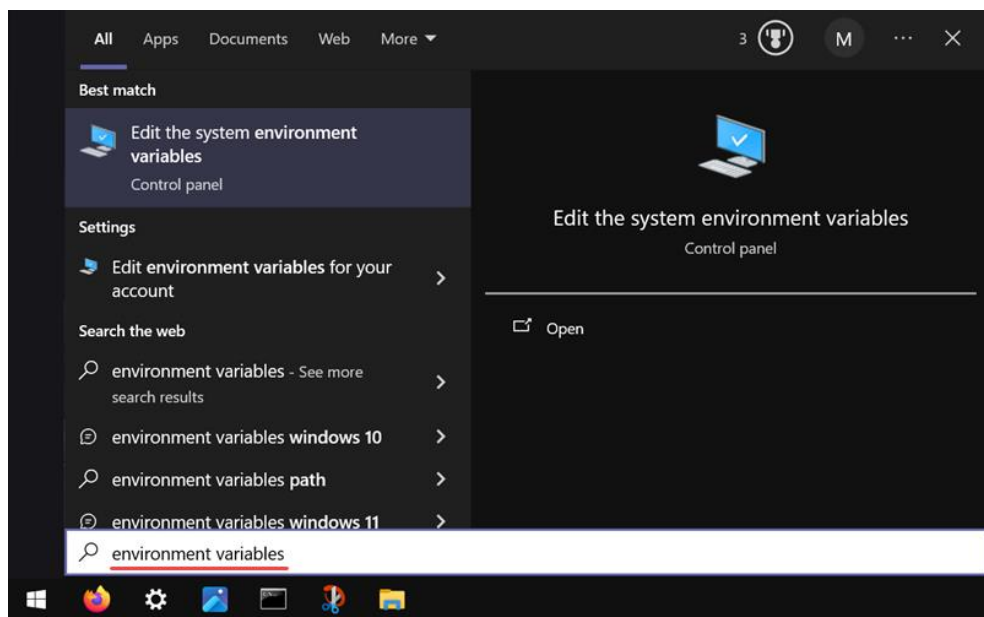 All Apps Documents Web More
3 M ...
Best match
Edit the system environment
variables
Control panel
Settings
Edit environment variables for your
account
Search the web
environment variables - See more
search results
environment variables windows 10
environment variables path
environment variables windows 11
environment variables
Edit the system environment variables
Control panel
Open